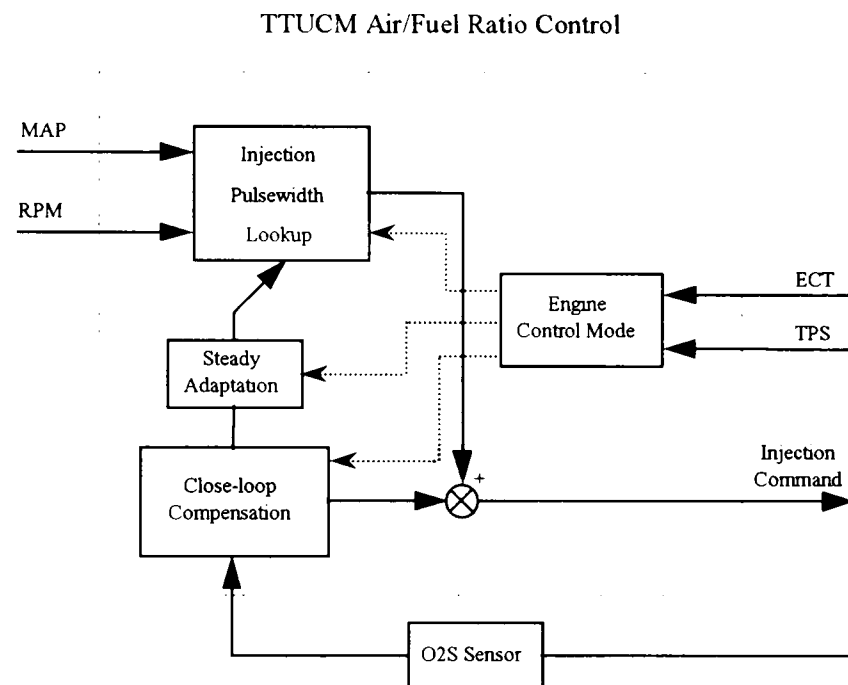 TTUCM Air/Fuel Ratio Control
MAP
RPM
Injection
Pulsewidth
Lookup
ECT
TPS
Engine
Control Mode
Steady
Adaptation
Close-loop
Compensation
+
Injection
Command
O2S Sensor